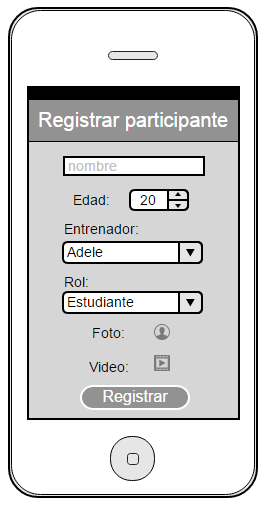 Registrar participante
nombre
Edad: 20
Entrenador:
Adele
Rol:
Estudiante
Foto:
Video:
Registrar